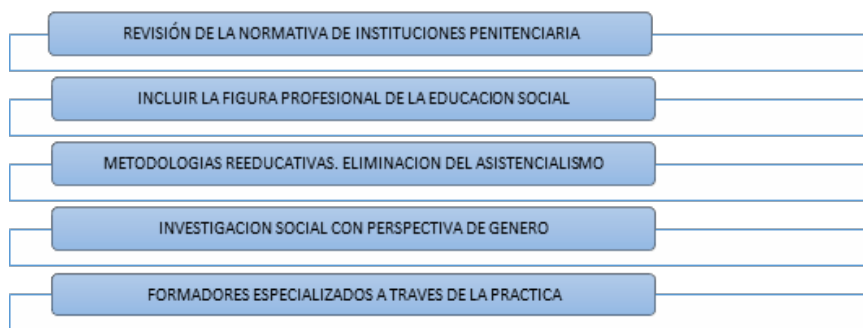 REVISIÓN DE LA NORMATIVA DE INSTITUCIONES PENITENCIARIA
INCLUIR LA FIGURA PROFESIONAL DE LA EDUCACION SOCIAL
METODOLOGIAS REEDUCATIVAS. ELIMINACION DEL ASISTENCIALISMO
INVESTIGACION SOCIAL CON PERSPECTIVA DE GENERO
FORMADORES ESPECIALIZADOS A TRAVES DE LA PRACTICA